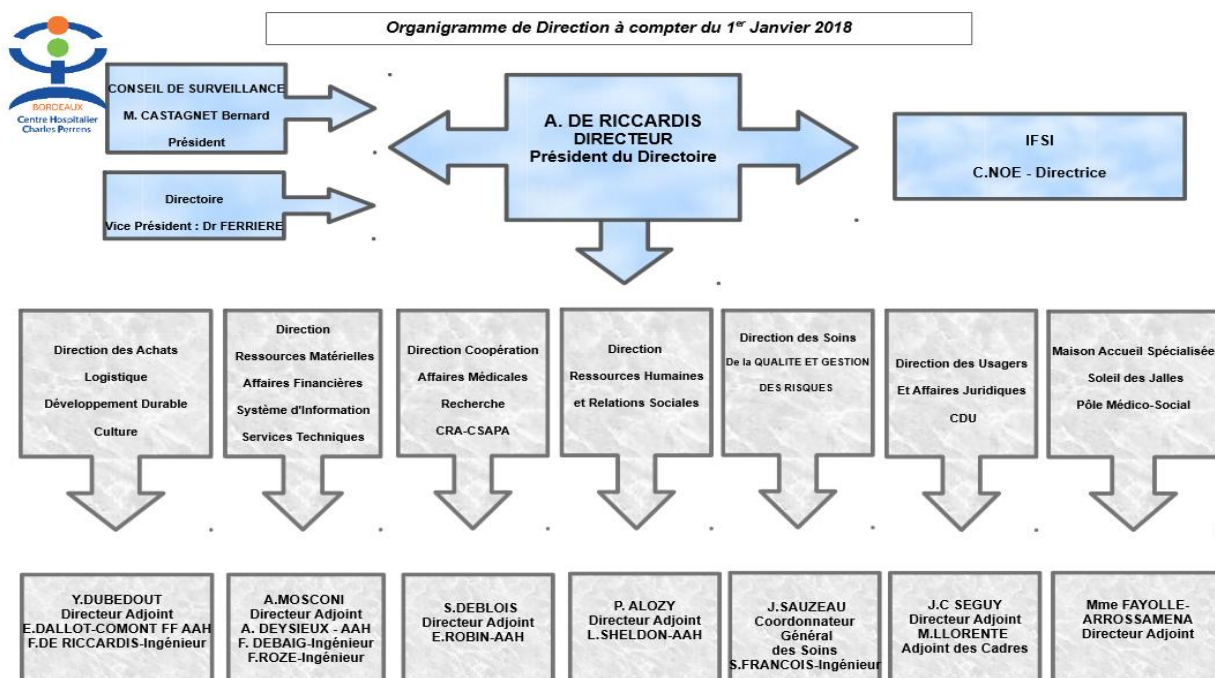 Organigramme de Direction à compter du 1er Janvier 2018
BORDEAUX
Centre Hospitalier
Charles Perrens
CONSEIL DE SURVEILLANCE
M. CASTAGNET Bernard
Président
Directoire
Vice Président : Dr FERRIERE
A. DE RICCARDIS
DIRECTEUR
Président du Directoire
IFSI
C.NOE - Directrice
Direction des Achats
Logistique
Développement Durable
Culture
Direction
Ressources Matérielles
Affaires Financières
Système d'Information
Services Techniques
Direction Coopération
Affaires Médicales
Recherche
CRA-CSAPA
Direction
Ressources Humaines
et Relations Sociales
Direction des Soins
De la QUALITE ET GESTION
DES RISQUES
Direction des Usagers
Et Affaires Juridiques
CDU
Maison Accueil Spécialisée
Soleil des Jalles
Pôle Médico-Social
Y.DUBEDOUT
Directeur Adjoint
E.DALLOT-COMONT FF AAH
F.DE RICCARDIS-Ingénieur
A.MOSCONI
Directeur Adjoint
A. DEYSIEUX - AAH
F. DEBAIG-Ingénieur
F.ROZE-Ingénieur
S.DEBLOIS
Directeur Adjoint
E.ROBIN-AAH
P. ALOZY
Directeur Adjoint
L.SHELDON-AAH
J.SAUZEAU
Coordonnateur
Général
des Soins
S.FRANCOIS-Ingénieur
J.C SEGUY
Directeur Adjoint
M.LLORENTE
Adjoint des Cadres
Mme FAYOLLE-
ARROSSAMENA
Directeur Adjoint